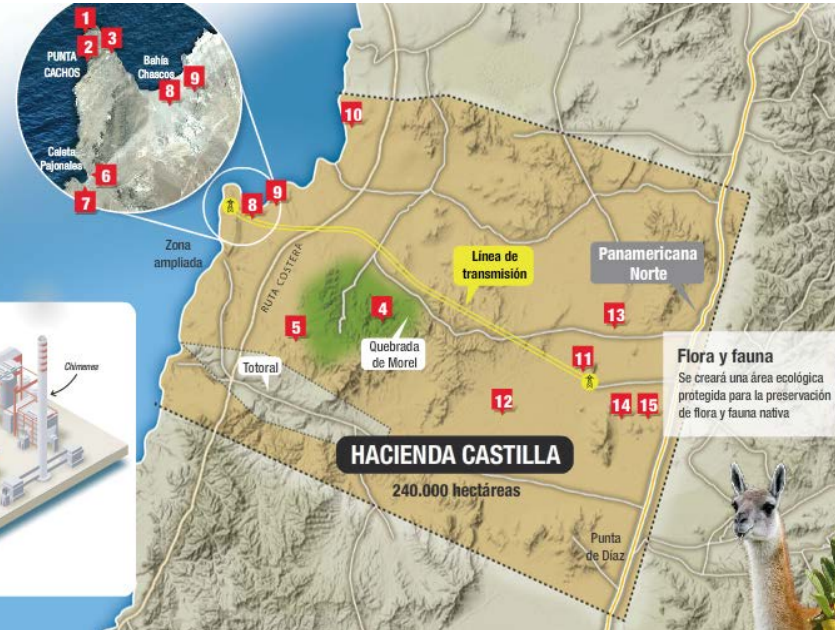 1
2
3
PUNTA
CACHOS
Bahía
Chascos
8
9
Caleta
Pajonales
6
7
10
8
9
Zona
ampliada
RUTA COSTERA
Línea de
transmisión
Panamericana
Norte
4
5
Quebrada
de Morel
13
11
Totoral
12
14
15
Flora y fauna
Se creará una área ecológica
protegida para la preservación
de flora y fauna nativa
Chimenea
HACIENDA CASTILLA
240.000 hectáreas
Punta
de Díaz